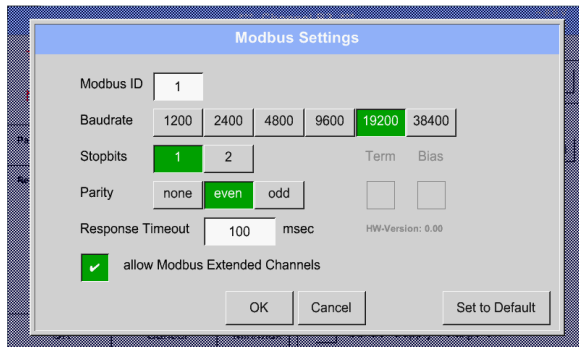 Modbus Settings
Modbus ID 1
Baudrate 1200 2400 4800 9600 19200 38400
Stopbits 1 2 Term Bias
Parity none even odd
Response Timeout 100 msec HW-Version: 0.00
✔ allow Modbus Extended Channels
OK Cancel Set to Default